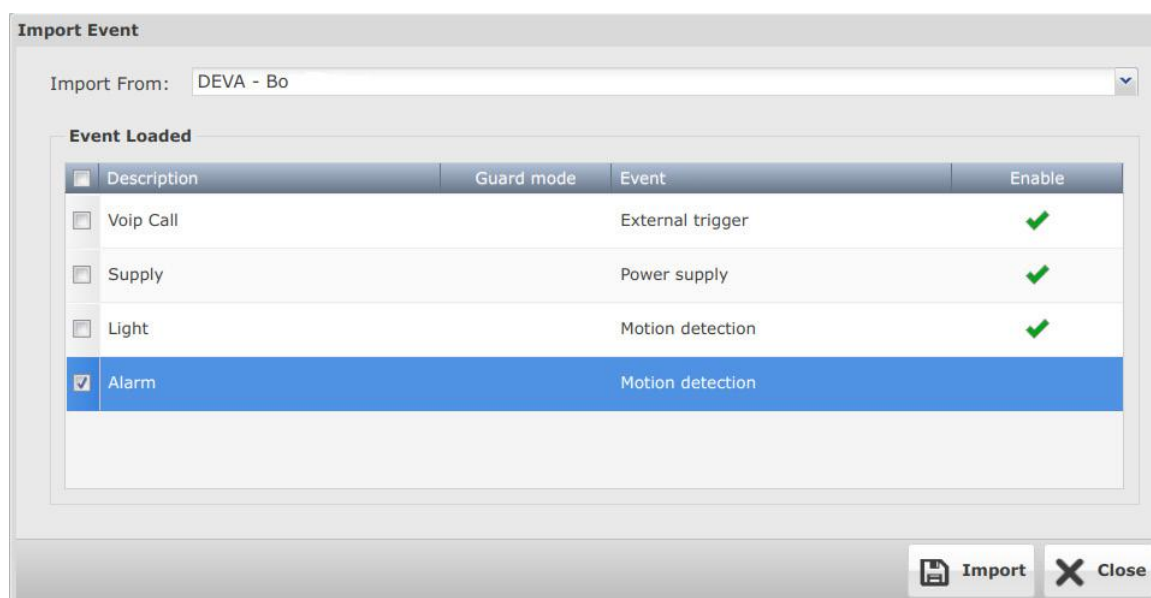 Import Event
Import From: DEVA - Bo
Event Loaded
Description Guard mode Event Enable
Voip Call External trigger
Supply Power supply
Light Motion detection
Alarm Motion detection
Import Close